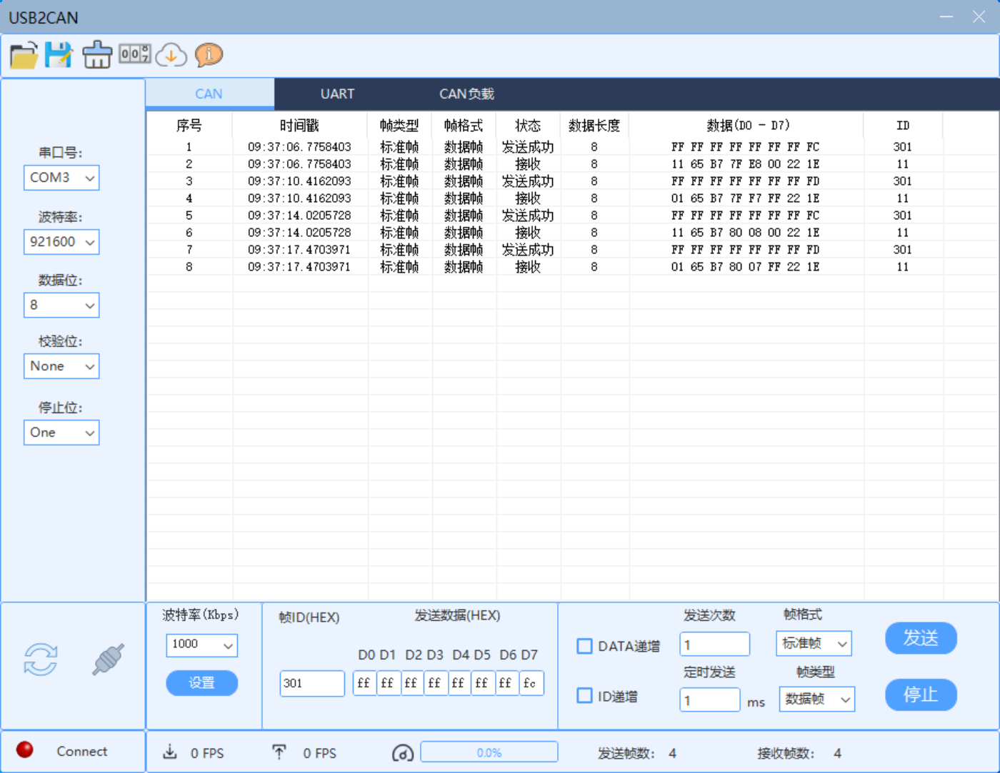 USB2CAN
CAN UART CAN负载
序号 时间戳 帧类型 帧格式 状态 数据长度 数据(D0 - D7) ID
1 09:37:06.7758403 标准帧 数据帧 发送成功 8 FF FF FF FF FF FF FF FC 301
2 09:37:06.7758403 标准帧 数据帧 接收 8 11 65 B7 7F E8 00 22 1E 11
3 09:37:10.4162093 标准帧 数据帧 发送成功 8 FF FF FF FF FF FF FF FD 301
4 09:37:10.4162093 标准帧 数据帧 接收 8 01 65 B7 7F F7 FF 22 1E 11
5 09:37:14.0205728 标准帧 数据帧 发送成功 8 FF FF FF FF FF FF FF FC 301
6 09:37:14.0205728 标准帧 数据帧 接收 8 11 65 B7 80 08 00 22 1E 11
7 09:37:17.4703971 标准帧 数据帧 发送成功 8 FF FF FF FF FF FF FF FD 301
8 09:37:17.4703971 标准帧 数据帧 接收 8 01 65 B7 80 07 FF 22 1E 11
串口号:
COM3
波特率:
921600
数据位:
8
校验位:
None
停止位:
One
波特率(Kbps)
1000
设置
帧ID(HEX) 发送数据(HEX)
D0 D1 D2 D3 D4 D5 D6 D7
301 ff ff ff ff ff ff ff fc
发送次数 帧格式
DATA递增 1 标准帧 发送
定时发送 帧类型
ID递增 1 ms 数据帧 停止
Connect 0 FPS 0 FPS 0.0% 发送帧数: 4 接收帧数: 4